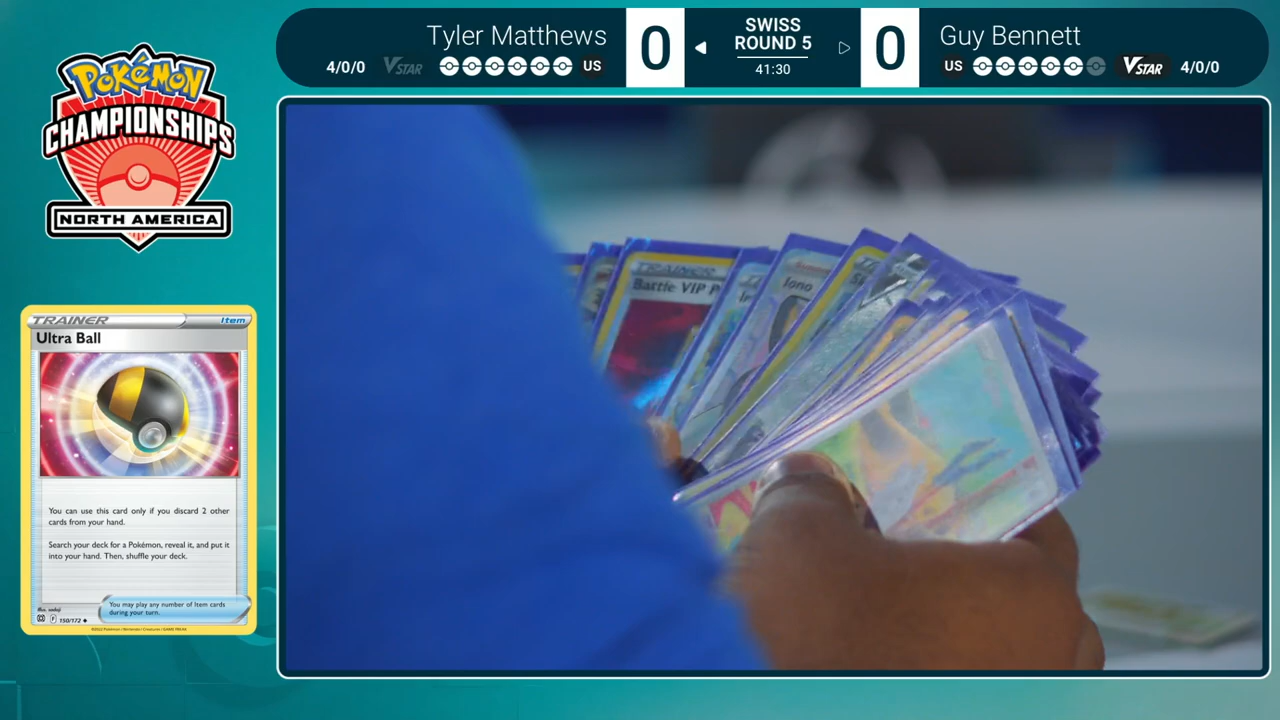 Tyler Matthews
0
SWISS
ROUND 5
41:30
0
Guy Bennett
4/0/0
VSTAR
US
US
VSTAR
4/0/0
Pokémon
CHAMPIONSHIPS
NORTH AMERICA
TRAINER
Item
Ultra Ball
You can use this card only if you discard 2 other
cards from your hand.
Search your deck for a Pokémon, reveal it, and put it
into your hand. Then, shuffle your deck.
You may play any number of Item cards
during your turn.
150/172
TRAINER
Battle VIP P
Iono